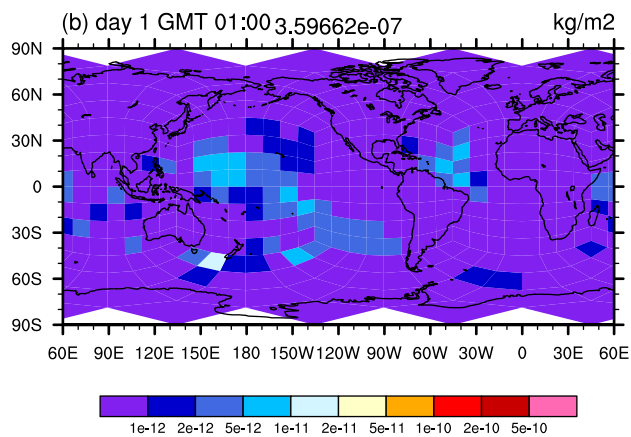 (b) day 1 GMT 01:00 3.59662e-07 kg/m2
90N
60N
30N
0
30S
60S
90S
60E 90E 120E 150E 180 150W 120W 90W 60W 30W 0 30E 60E
1e-12 2e-12 5e-12 1e-11 2e-11 5e-11 1e-10 2e-10 5e-10